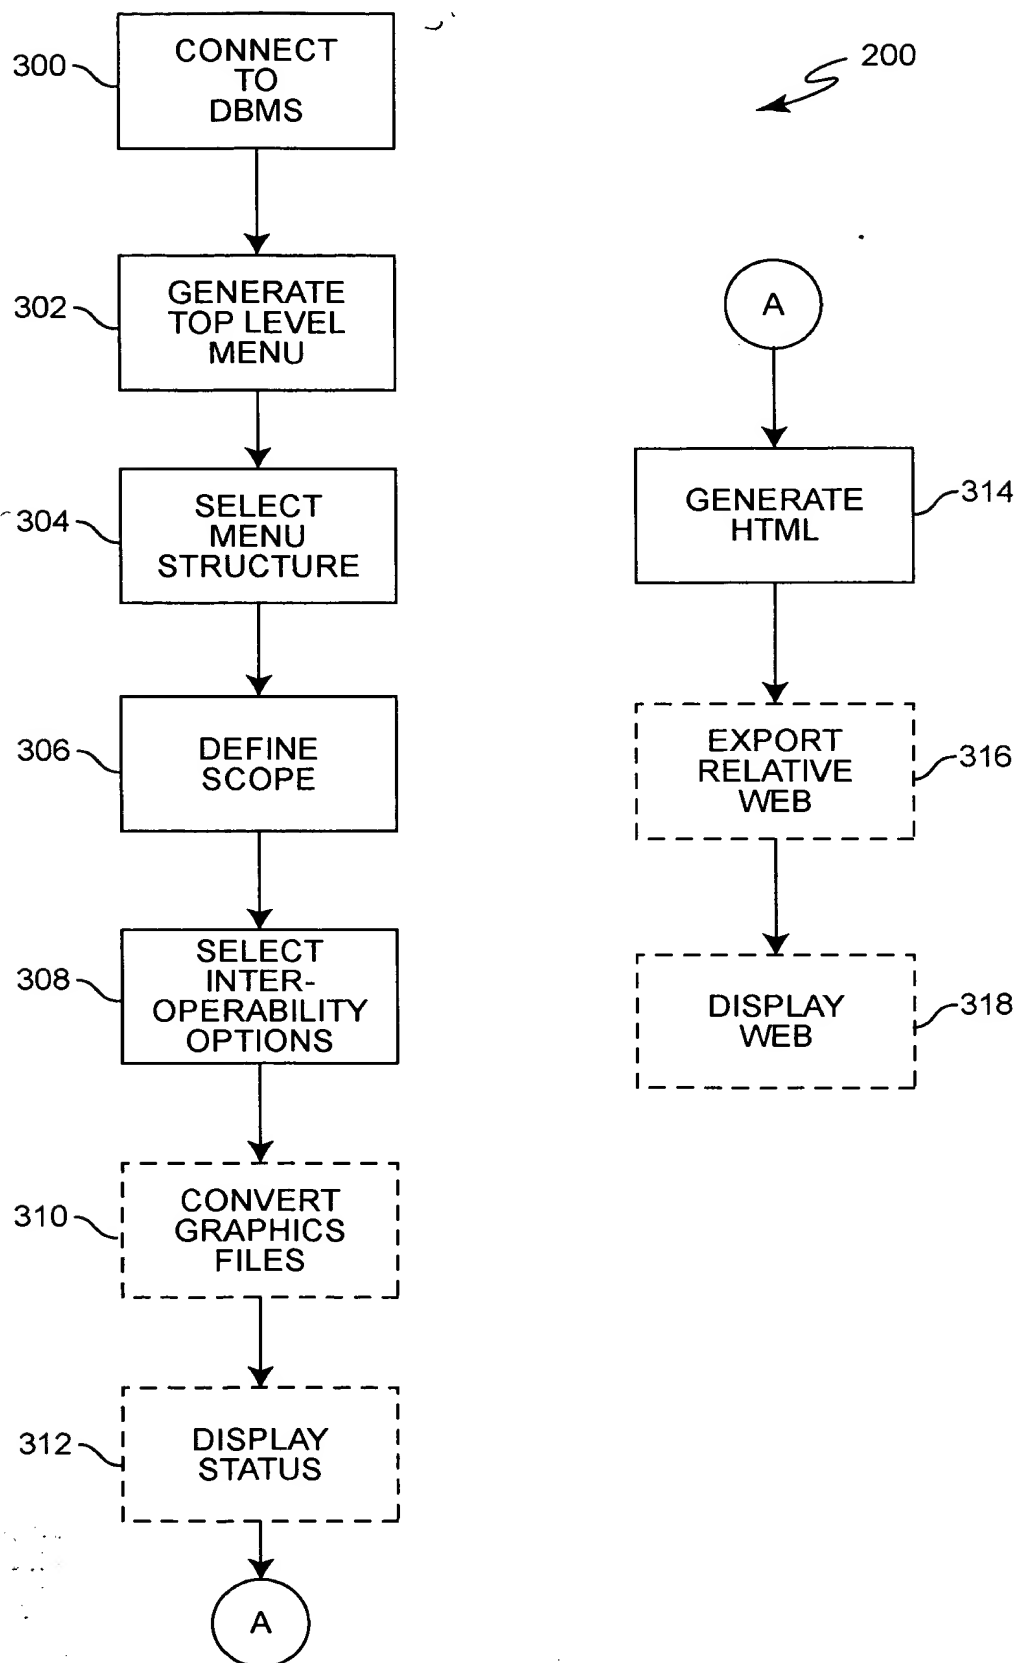 300
CONNECT
TO
DBMS
302
GENERATE
TOP LEVEL
MENU
304
SELECT
MENU
STRUCTURE
306
DEFINE
SCOPE
308
SELECT
INTER-
OPERABILITY
OPTIONS
310
CONVERT
GRAPHICS
FILES
312
DISPLAY
STATUS
A
200
A
GENERATE
HTML
314
EXPORT
RELATIVE
WEB
316
DISPLAY
WEB
318